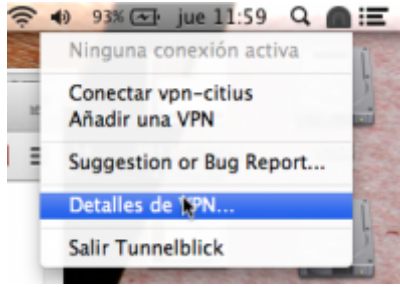 93% jue 11:59
Ninguna conexión activa
Conectar vpn-citius
Añadir una VPN
Suggestion or Bug Report...
Detalles de VPN...
Salir Tunnelblick